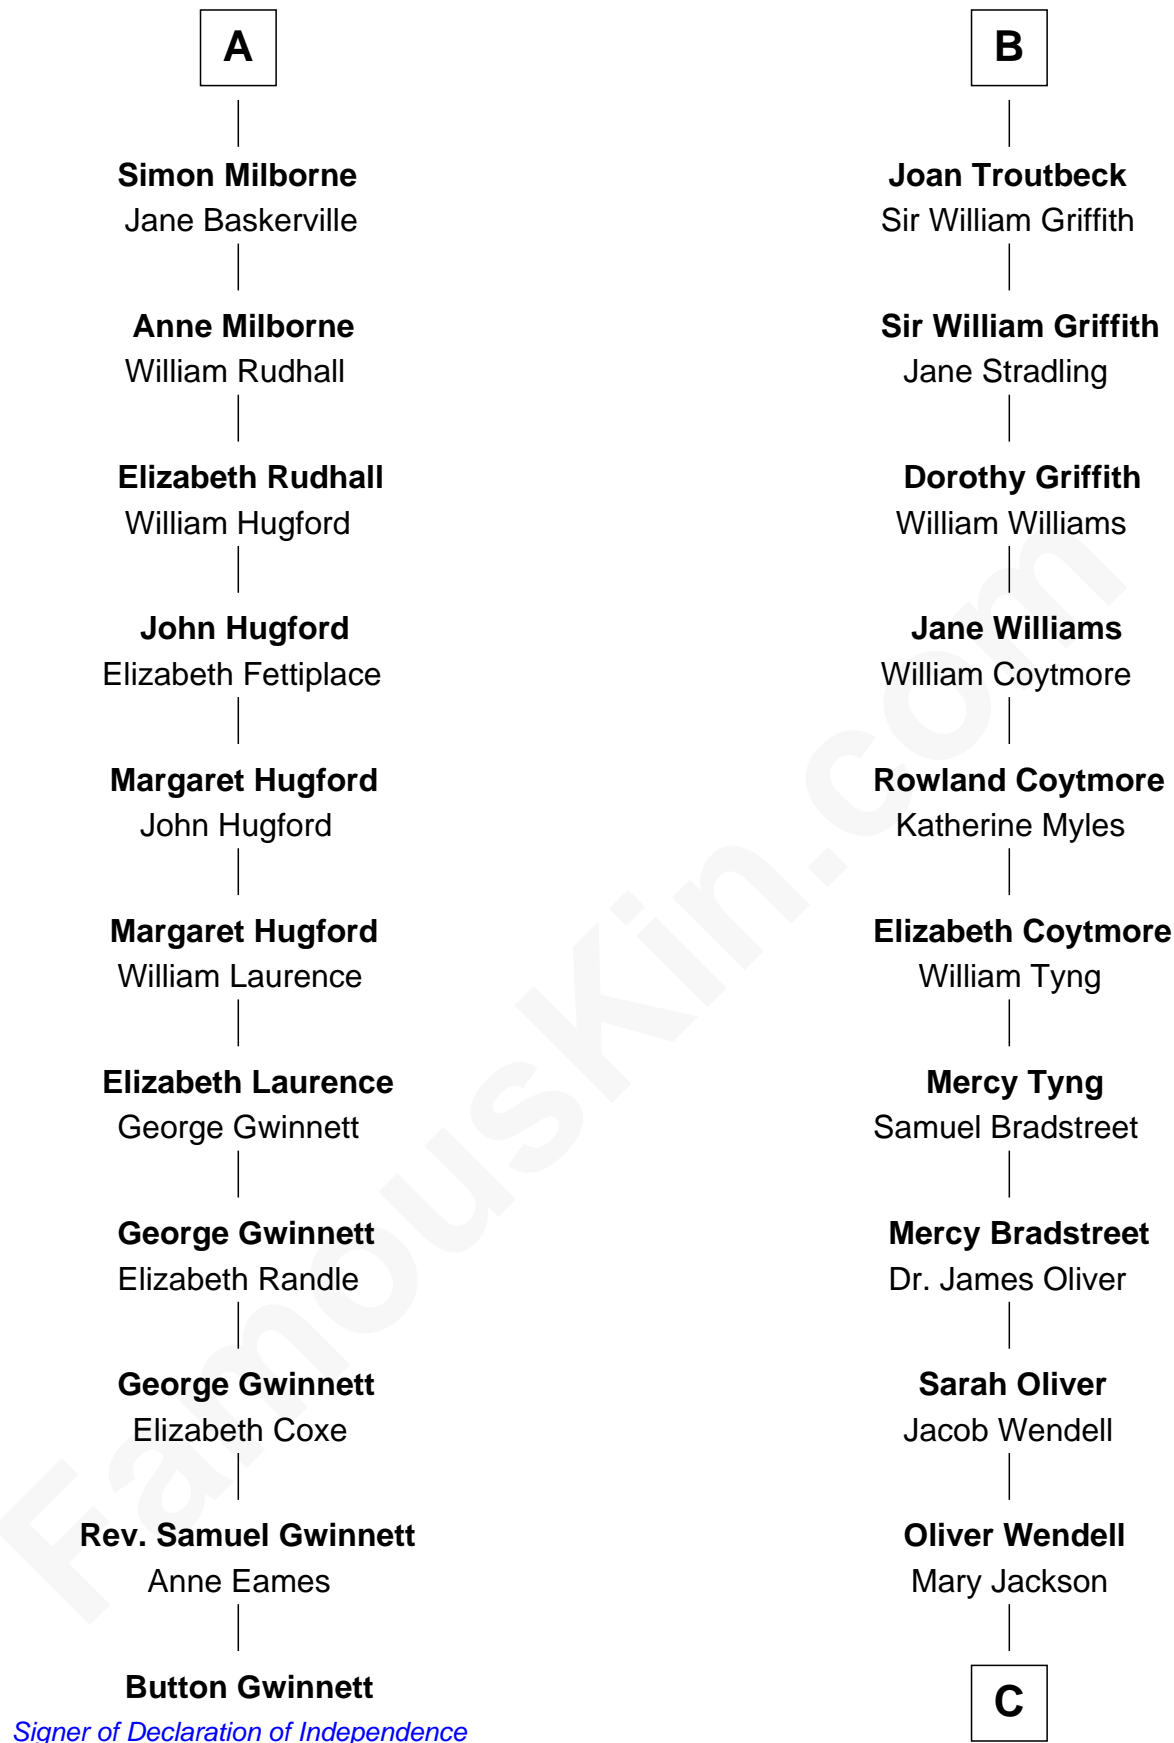 A
Simon Milborne
Jane Baskerville
Anne Milborne
William Rudhall
Elizabeth Rudhall
William Hugford
John Hugford
Elizabeth Fettiplace
Margaret Hugford
John Hugford
Margaret Hugford
William Laurence
Elizabeth Laurence
George Gwinnett
George Gwinnett
Elizabeth Randle
George Gwinnett
Elizabeth Coxe
Rev. Samuel Gwinnett
Anne Eames
Button Gwinnett
Signer of Declaration of Independence
B
Joan Troutbeck
Sir William Griffith
Sir William Griffith
Jane Stradling
Dorothy Griffith
William Williams
Jane Williams
William Coytmore
Rowland Coytmore
Katherine Myles
Elizabeth Coytmore
William Tyng
Mercy Tyng
Samuel Bradstreet
Mercy Bradstreet
Dr. James Oliver
Sarah Oliver
Jacob Wendell
Oliver Wendell
Mary Jackson
C
FamousKin.com